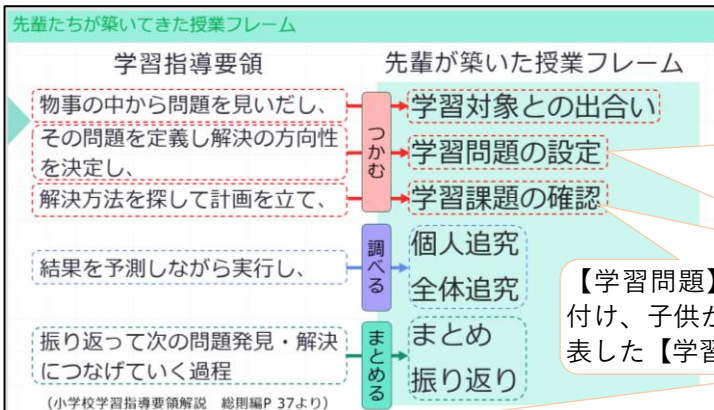 先輩たちが築いてきた授業フレーム
学習指導要領
先輩が築いた授業フレーム
物事の中から問題を見いだし、
その問題を定義し解決の方向性
を決定し、
解決方法を探して計画を立て、
つかむ
学習対象との出合い
学習問題の設定
学習課題の確認
結果を予測しながら実行し、
調べる
個人追究
全体追究
振り返って次の問題発見・解決
につなげていく過程
(小学校学習指導要領解説 総則編P 37より)
まとめる
まとめ
振り返り
【学習問題】
付け、子供が
表した【学習